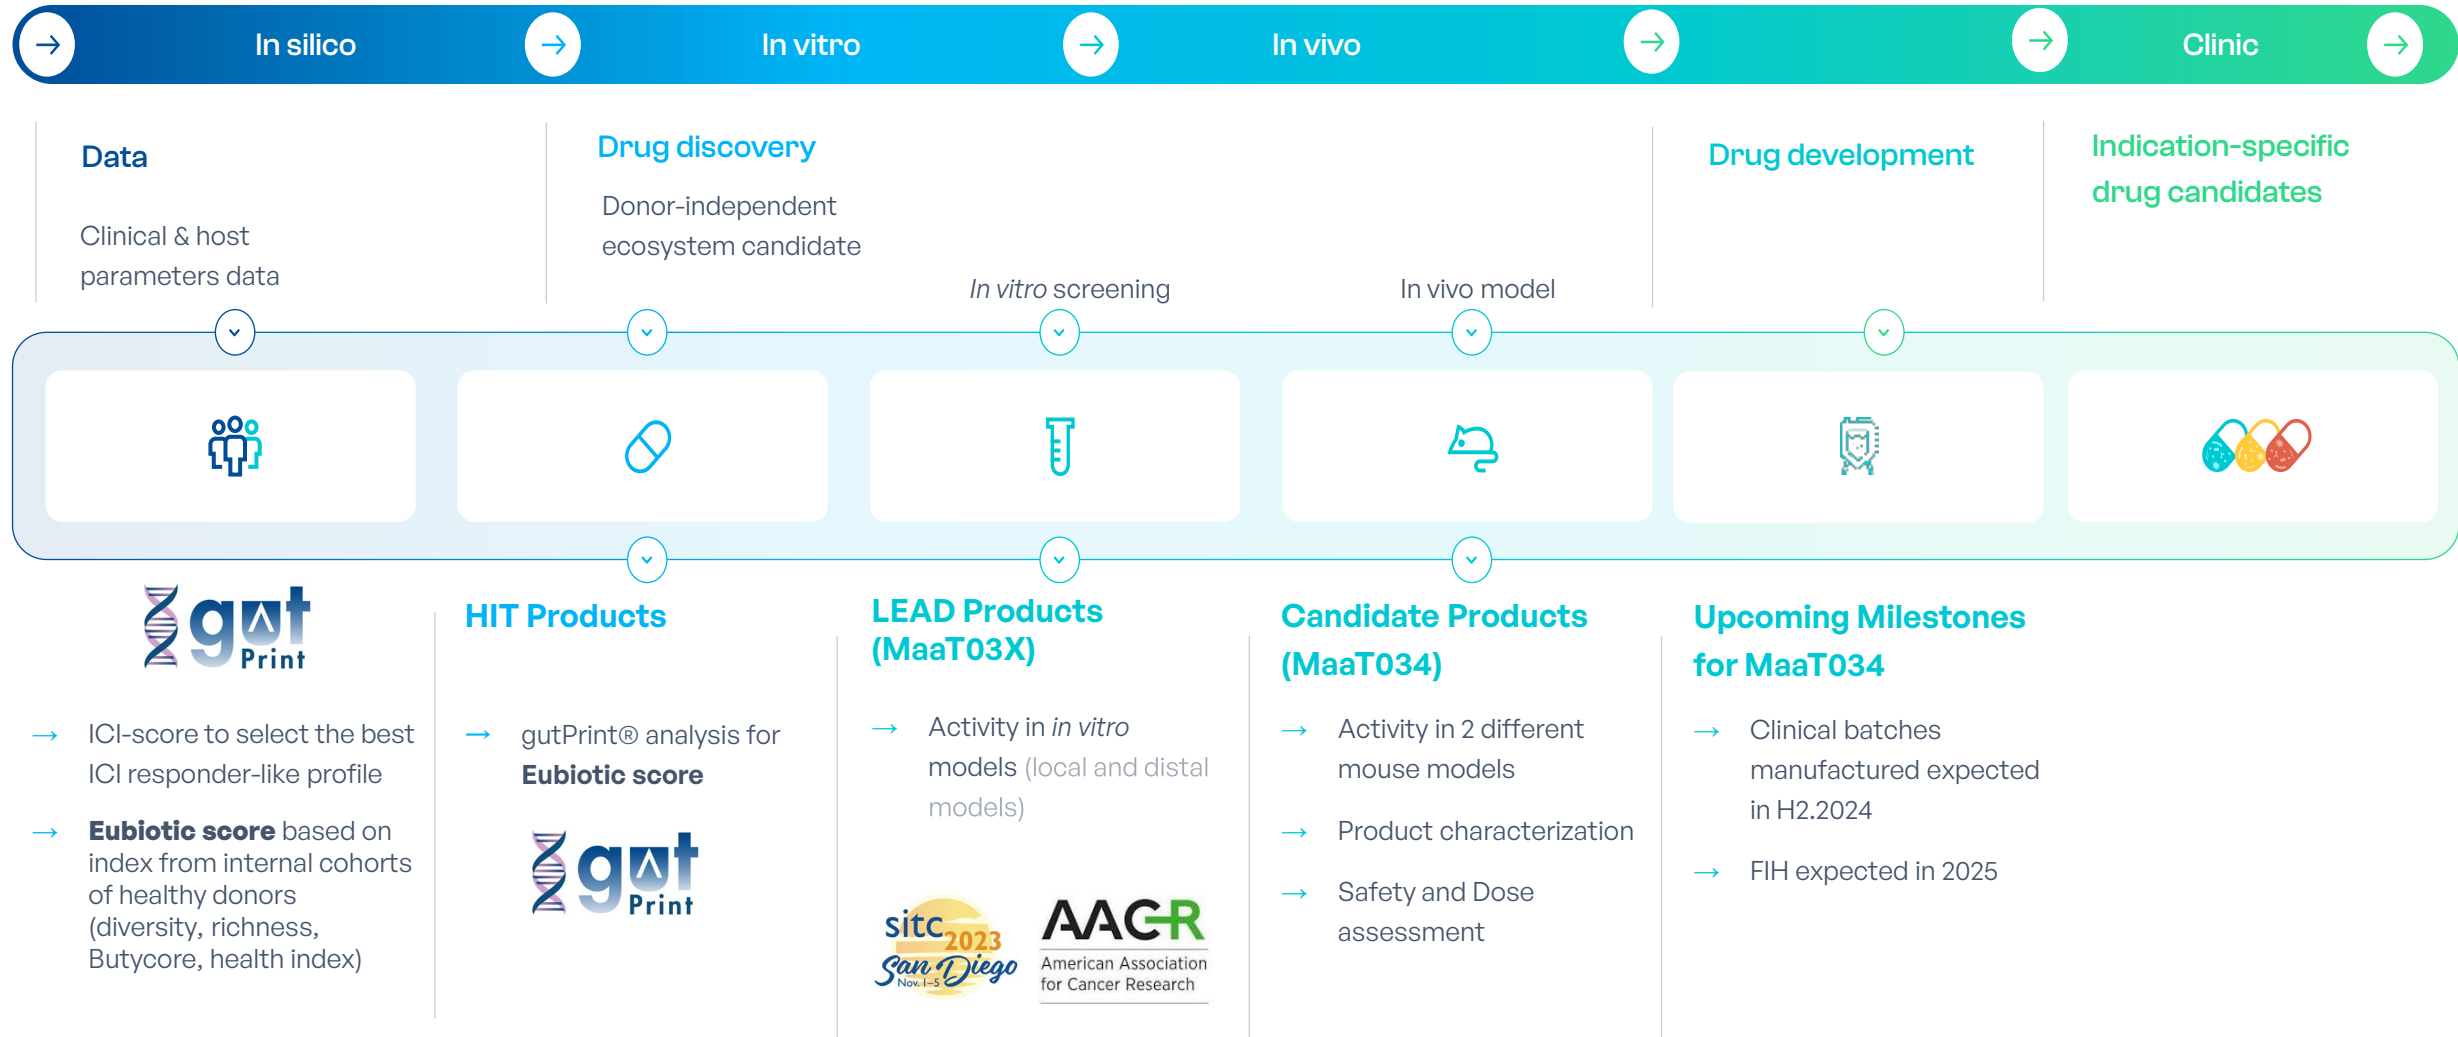 In silico
In vitro
In vivo
Clinic
Data
Clinical & host
parameters data
Drug discovery
Donor-independent
ecosystem candidate
In vitro screening
In vivo model
Drug development
Indication-specific
drug candidates
gut
Print
ICI-score to select the best
ICI responder-like profile
Eubiotic score based on
index from internal cohorts
of healthy donors
(diversity, richness,
Butycore, health index)
HIT Products
gutPrint® analysis for
Eubiotic score
gut
Print
LEAD Products
(MaaT03X)
Activity in in vitro
models (local and distal
models)
sitc
2023
San Diego
Nov. 1–5
AACR
American Association
for Cancer Research
Candidate Products
(MaaT034)
Activity in 2 different
mouse models
Product characterization
Safety and Dose
assessment
Upcoming Milestones
for MaaT034
Clinical batches
manufactured expected
in H2.2024
FIH expected in 2025